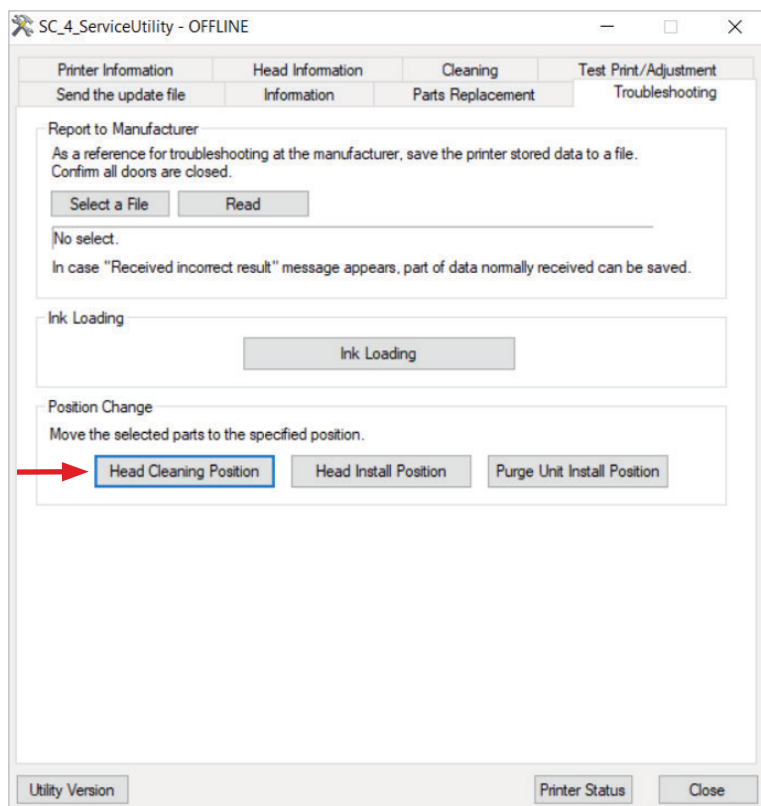 SC_4_ServiceUtility - OFFLINE
Printer Information Head Information Cleaning Test Print/Adjustment
Send the update file Information Parts Replacement Troubleshooting
Report to Manufacturer
As a reference for troubleshooting at the manufacturer, save the printer stored data to a file.
Confirm all doors are closed.
Select a File Read
No select.
In case "Received incorrect result" message appears, part of data normally received can be saved.
Ink Loading
Ink Loading
Position Change
Move the selected parts to the specified position.
Head Cleaning Position Head Install Position Purge Unit Install Position
Utility Version Printer Status Close